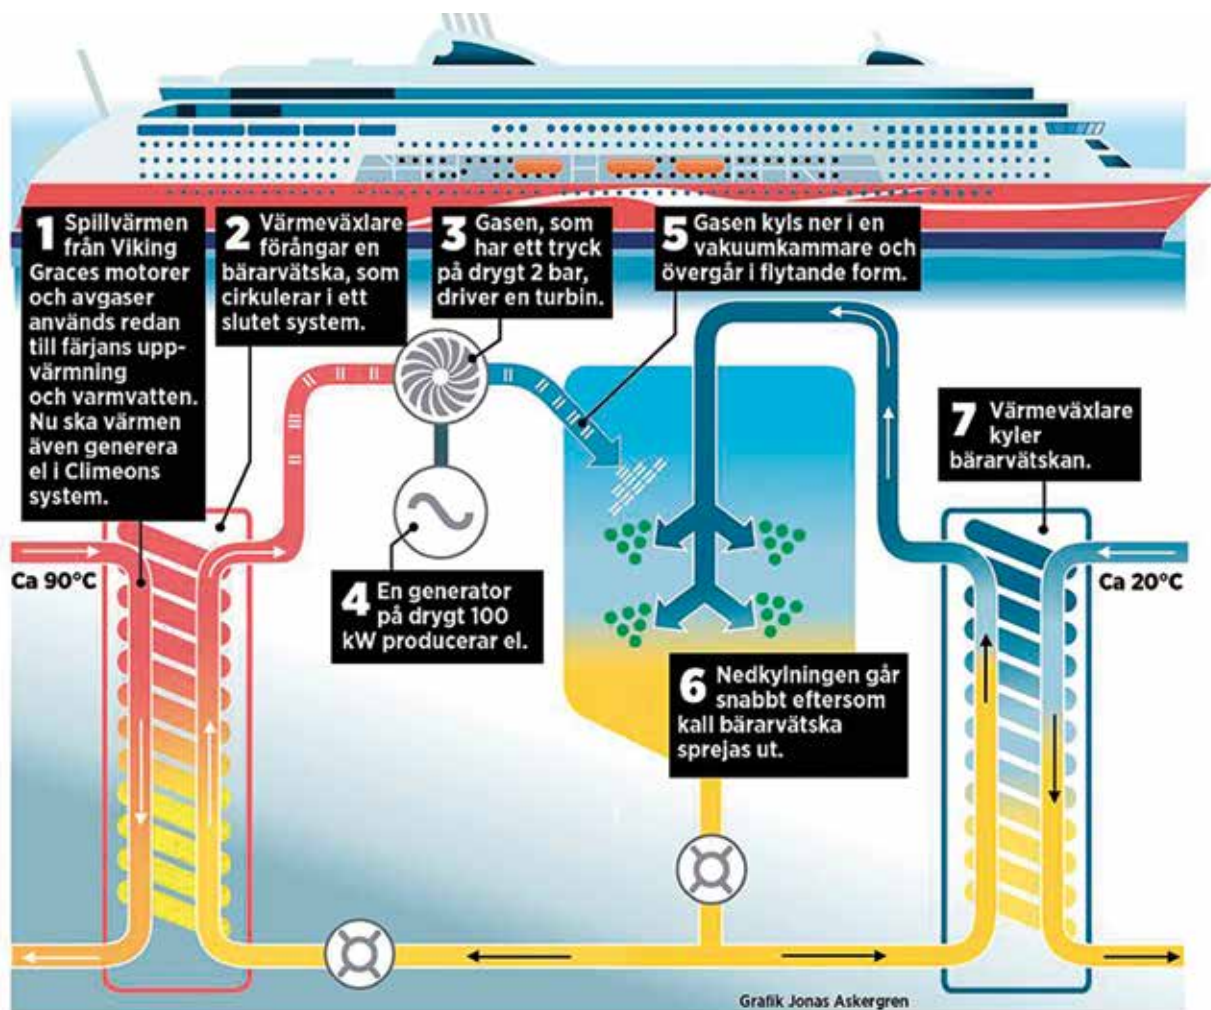 1 Spillvärmen
från Viking
Graces motorer
och avgaser
används redan
till färjans upp-
värmning
och varmvatten.
Nu ska värmen
även generera
el i Climeons
system.
2 Värmeväxlare
förångar en
bärarvätska, som
cirkulerar i ett
slutet system.
3 Gasen, som
har ett tryck
på drygt 2 bar,
driver en turbin.
5 Gasen kyls ner i en
vakuumkammare och
övergår i flytande form.
7 Värmeväxlare
kyler
bärarvätskan.
Ca 90°C
Ca 20°C
4 En generator
på drygt 100
kW producerar el.
6 Nedkylningen går
snabbt eftersom
kall bärarvätska
sprejas ut.
Grafik Jonas Askergren